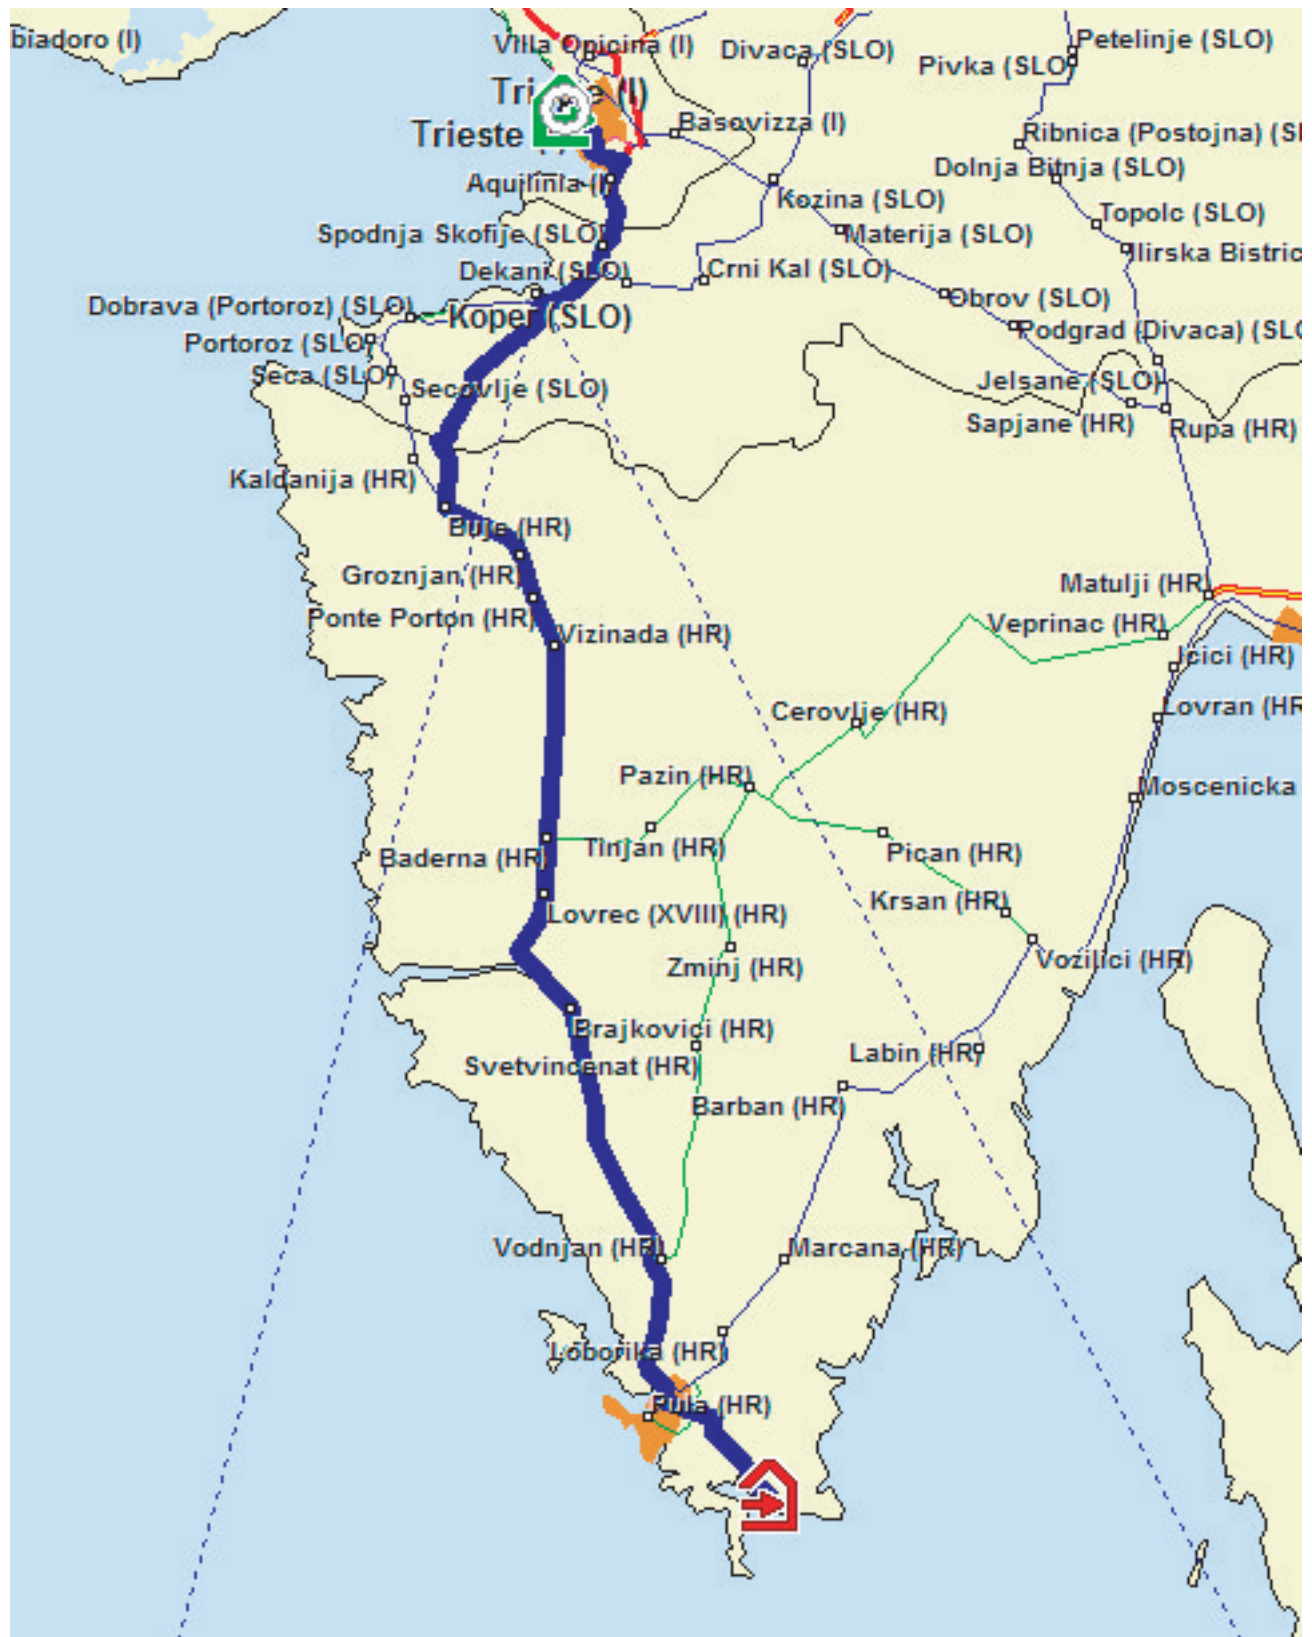 biadoro (I)
Villa Opicina (I)
Divaca (SLO)
Petelinje (SLO)
Pivka (SLO)
(I)
Trieste
Basovizza (I)
Ribnica (Postojna)
Dolnja Bitnja (SLO)
Aquilinia
Kozina (SLO)
Topolc (SLO)
Spodnja Skofije (SLO)
Materija (SLO)
Ilirska Bistric
Dekani (SLO)
Crni Kal (SLO)
Dobrava (Portoroz) (SLO)
Koper (SLO)
Obrov (SLO)
Podgrad (Divaca)
Portoroz (SLO)
Seca (SLO)
Secovlje (SLO)
Jelsane (SLO)
Sapjane (HR)
Rupa (HR)
Kaldanija (HR)
Buje (HR)
Groznjan (HR)
Matulji (HR)
Ponte Porton (HR)
Vizinada (HR)
Veprinac (HR)
Icici (HR)
Cerovlje (HR)
Lovran (HR
Pazin (HR)
Moscenicka
Baderna (HR)
Tinjan (HR)
Pican (HR)
Krsan (HR)
Lovrec (XVIII) (HR)
Zminj (HR)
Vozilici (HR)
Brajkovici (HR)
Svetvincenat (HR)
Labin (HR)
Barban (HR)
Vodnjan (HR)
Marcana (HR)
Loborika (HR)
Pula (HR)